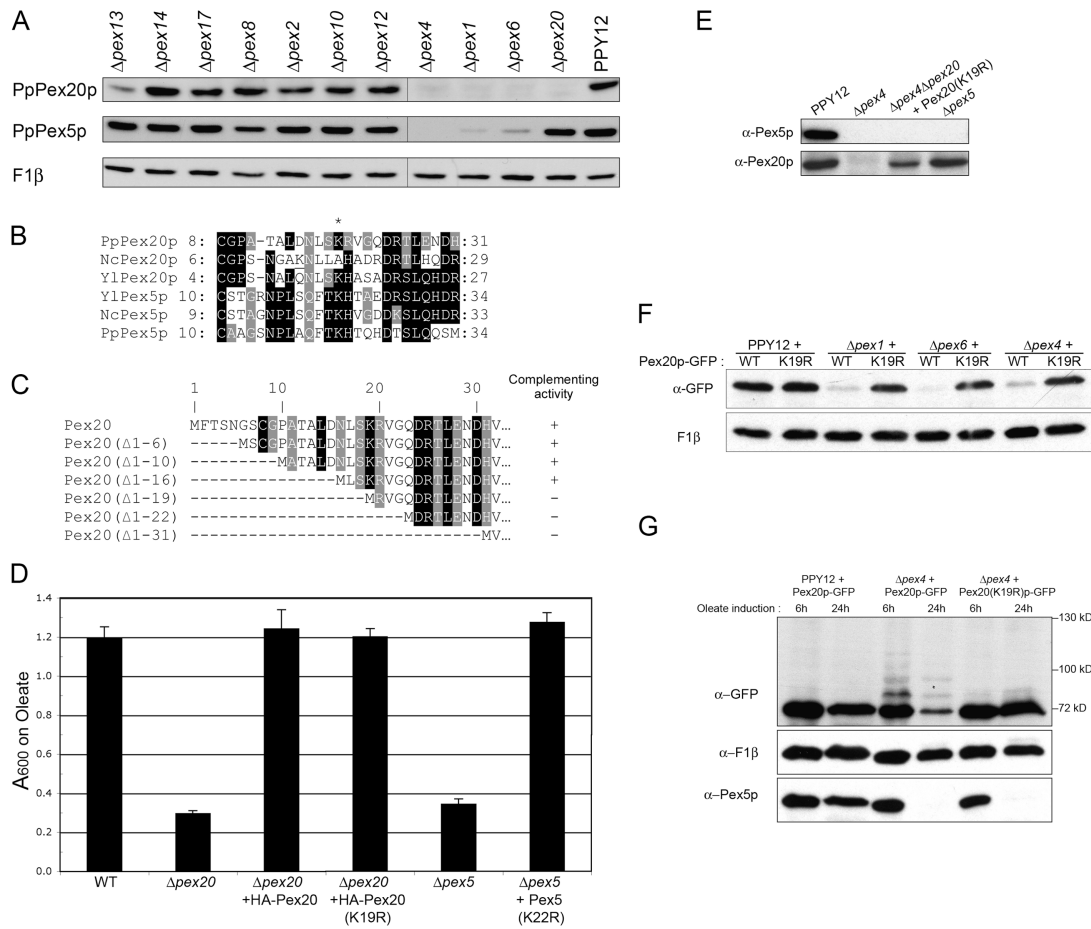 A
Δpex13 Δpex14 Δpex17 Δpex8 Δpex2 Δpex10 Δpex12 Δpex4 Δpex1 Δpex6 Δpex20 PPY12
PpPex20p
PpPex5p
F1β
B
*
PpPex20p 8: CGPA-TALDNLSKRVGQDRTLENDH:31
NcPex20p 6: CGPS-NGAKNLLAHADRDRTLHQDR:29
YlPex20p 4: CGPS-NALQNLSKHASADRSLQHDR:27
YlPex5p 10: CSTGRNPLSQFTKHTAEDRSLQHDR:34
NcPex5p 9: CSTAGNPLSQFTKHVGDDKSLQHDR:33
PpPex5p 10: CAAGSNPLAQFTKHTQHDTSLQQSM:34
C
1 10 20 30 Complementing activity
Pex20 MFTSNGSCGPATALDNLSKRVGQDRTLENDHV… +
Pex20(Δ1-6) -----MSCGPATALDNLSKRVGQDRTLENDHV… +
Pex20(Δ1-10) ---------MATALDNLSKRVGQDRTLENDHV… +
Pex20(Δ1-16) ---------------MLSKRVGQDRTLENDHV… +
Pex20(Δ1-19) ------------------MRVGQDRTLENDHV… –
Pex20(Δ1-22) ---------------------MDRTLENDHV… –
Pex20(Δ1-31) ------------------------------MV… –
D
A600 on Oleate
1.4
1.2
1.0
0.8
0.6
0.4
0.2
0.0
WT
Δpex20
Δpex20 +HA-Pex20
Δpex20 +HA-Pex20 (K19R)
Δpex5
Δpex5 + Pex5 (K22R)
E
PPY12 Δpex4 Δpex4Δpex20 + Pex20(K19R) Δpex5
α-Pex5p
α-Pex20p
F
PPY12 + Δpex1 + Δpex6 + Δpex4 +
Pex20p-GFP : WT K19R WT K19R WT K19R WT K19R
α-GFP
F1β
G
PPY12 + Pex20p-GFP
Δpex4 + Pex20p-GFP
Δpex4 + Pex20(K19R)p-GFP
Oleate induction : 6h 24h 6h 24h 6h 24h
130 kD
100 kD
72 kD
α–GFP
α–F1β
α–Pex5p